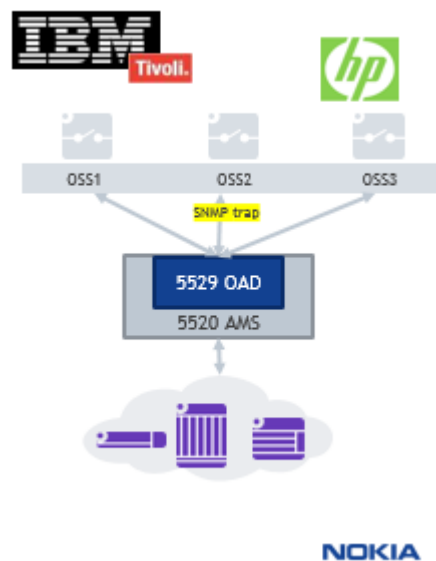 IBM
Tivoli.
hp
OSS1 OSS2 OSS3
SNMP trap
5529 OAD
5520 AMS
NOKIA